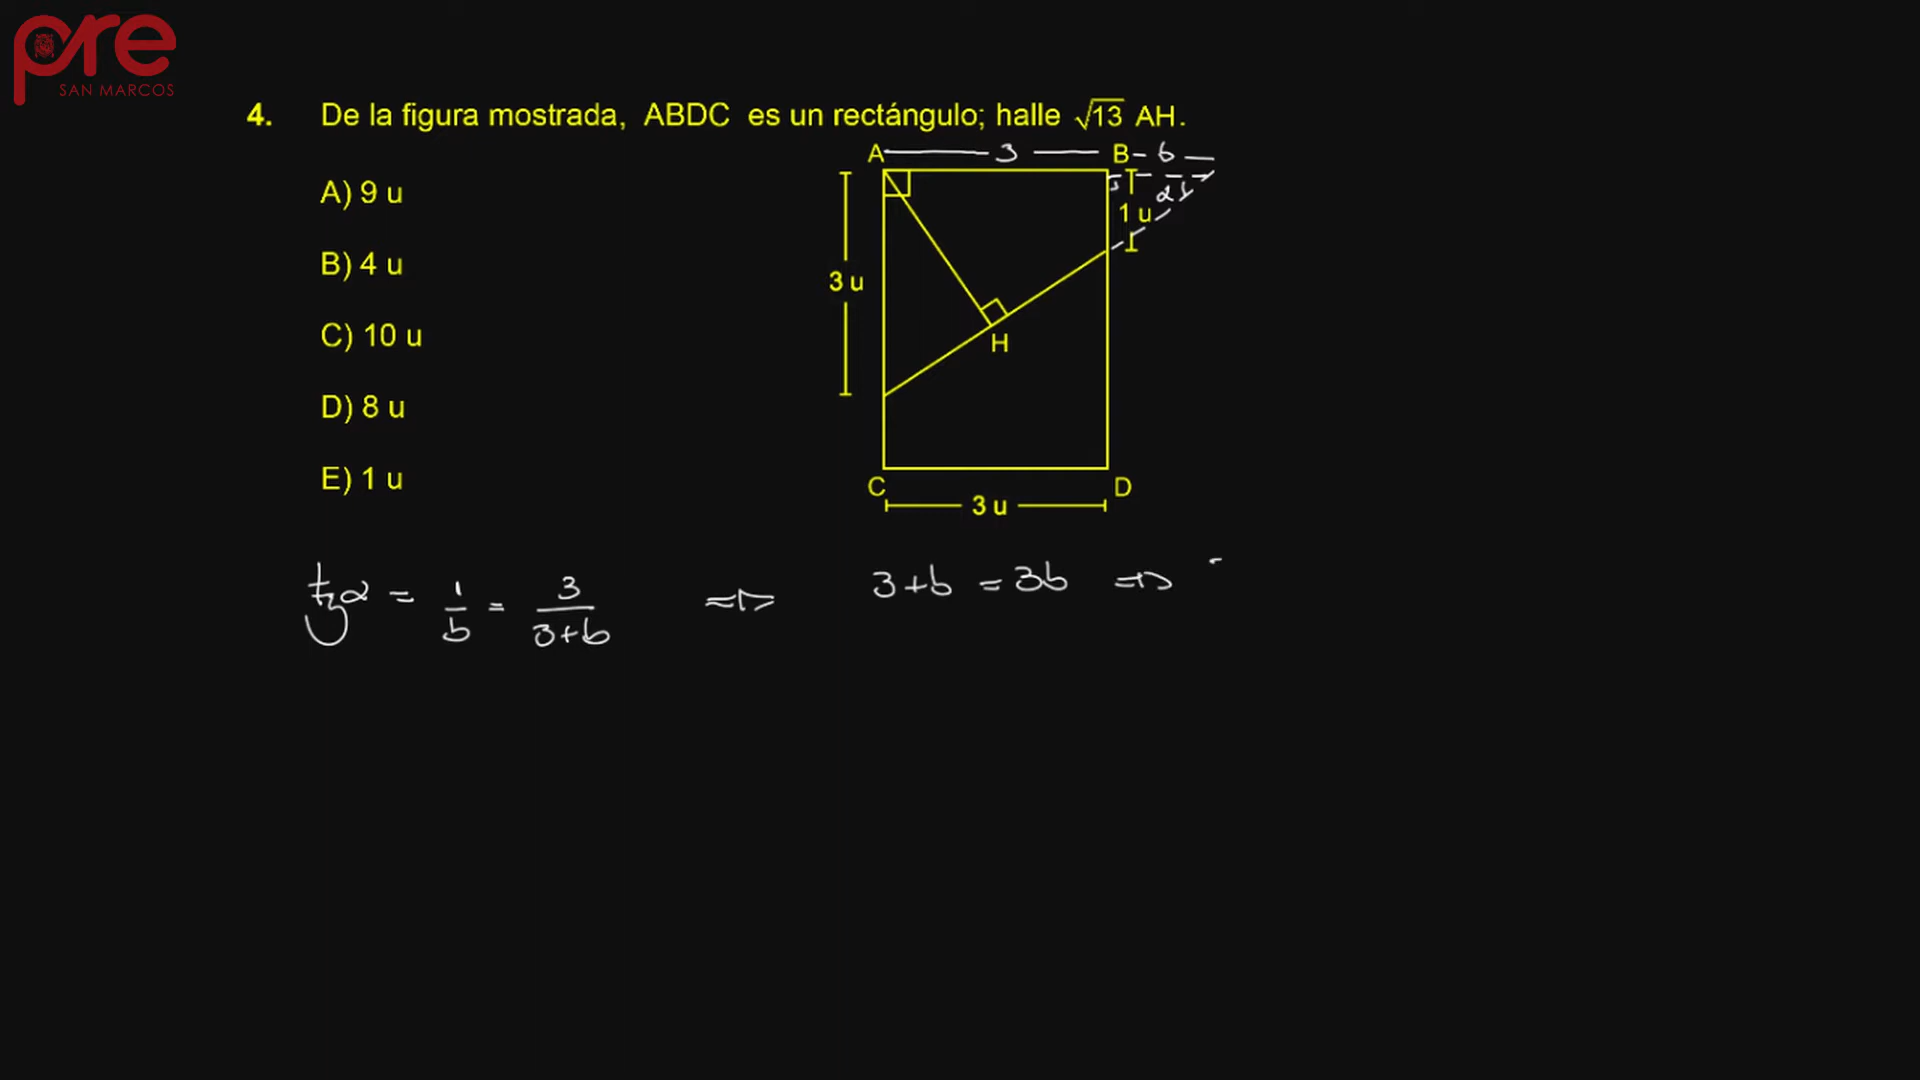 pre
SAN MARCOS
4. De la figura mostrada, ABDC es un rectángulo; halle √13 AH.
A) 9 u
B) 4 u
C) 10 u
D) 8 u
E) 1 u
A 3 B b
α
1 u
3 u
H
C D
3 u
tgα = 1/b = 3/(3+b) => 3+b = 3b =>